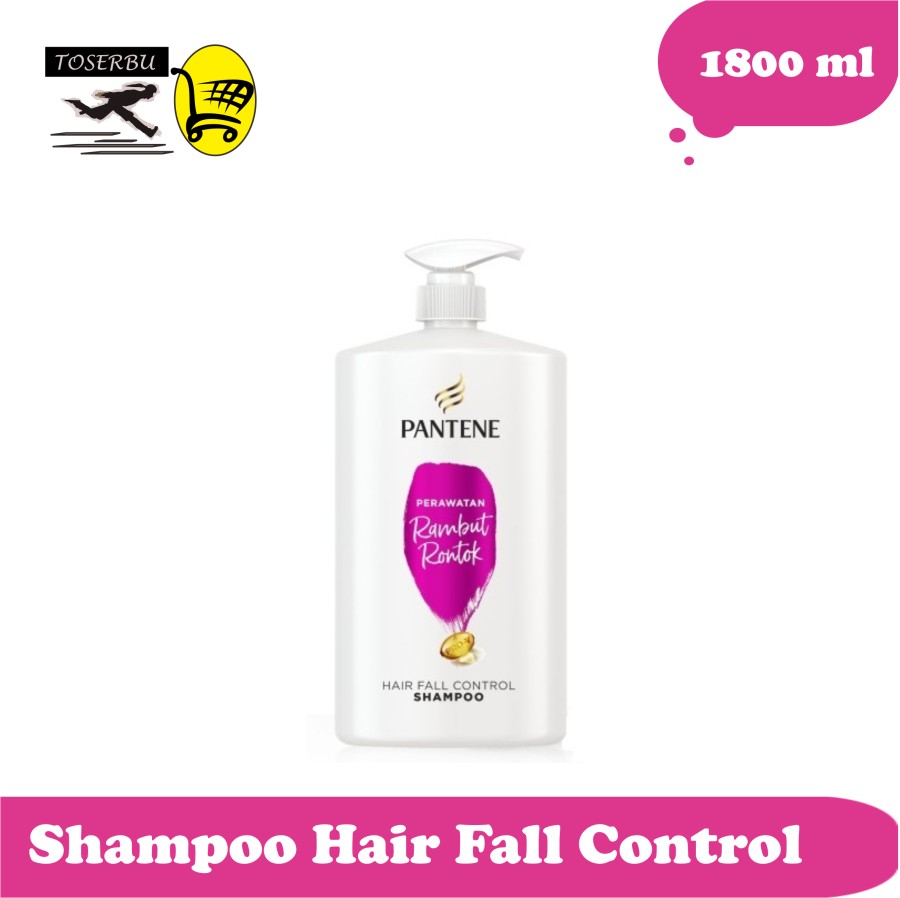 TOSERBU
1800 ml
PANTENE
PERAWATAN
Rambut
Rontok
HAIR FALL CONTROL
SHAMPOO
Shampoo Hair Fall Control